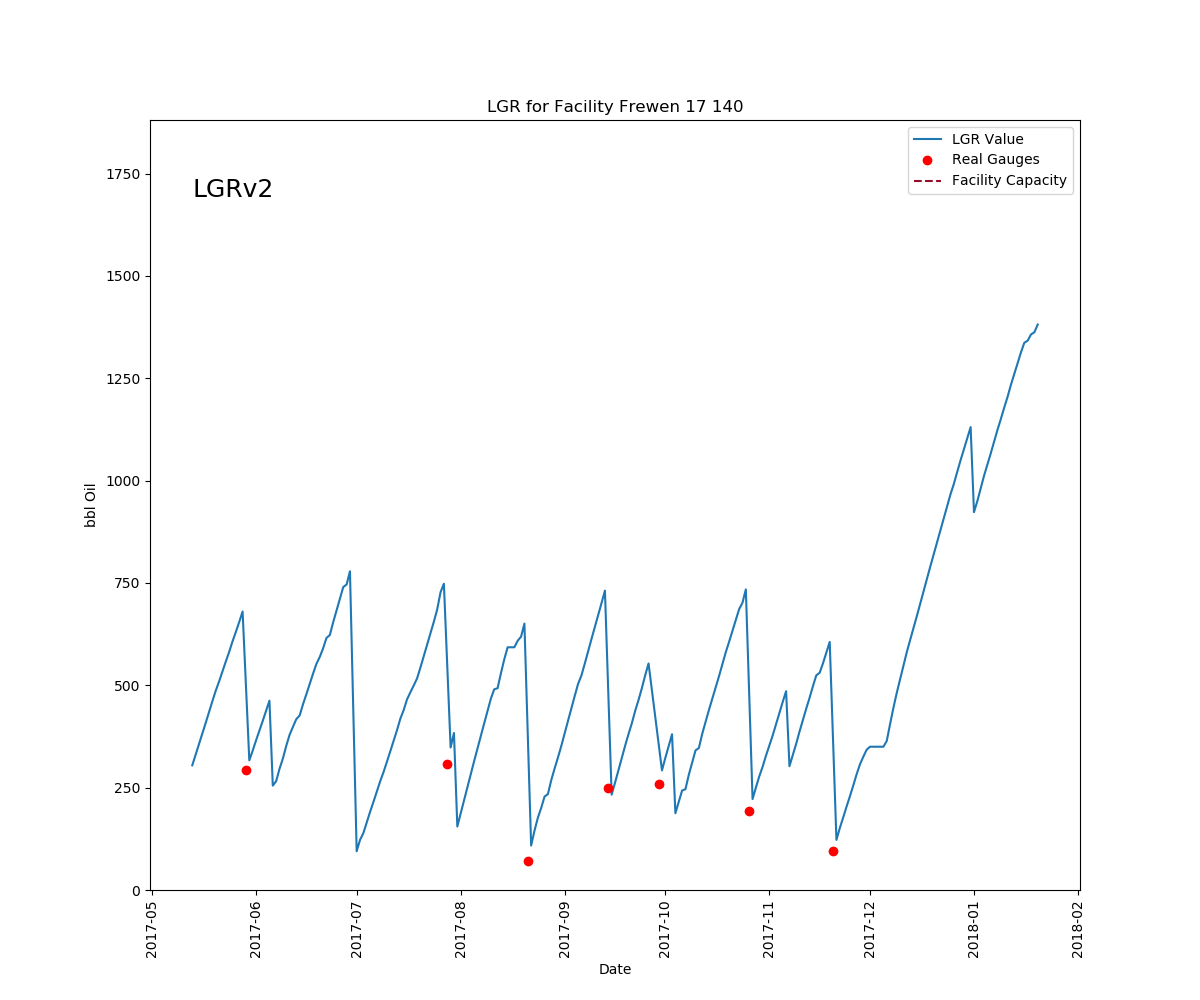 LGR for Facility Frewen 17 140
LGRv2
LGR Value
Real Gauges
Facility Capacity
bbl Oil
1750
1500
1250
1000
750
500
250
0
2017-05
2017-06
2017-07
2017-08
2017-09
2017-10
2017-11
2017-12
2018-01
2018-02
Date